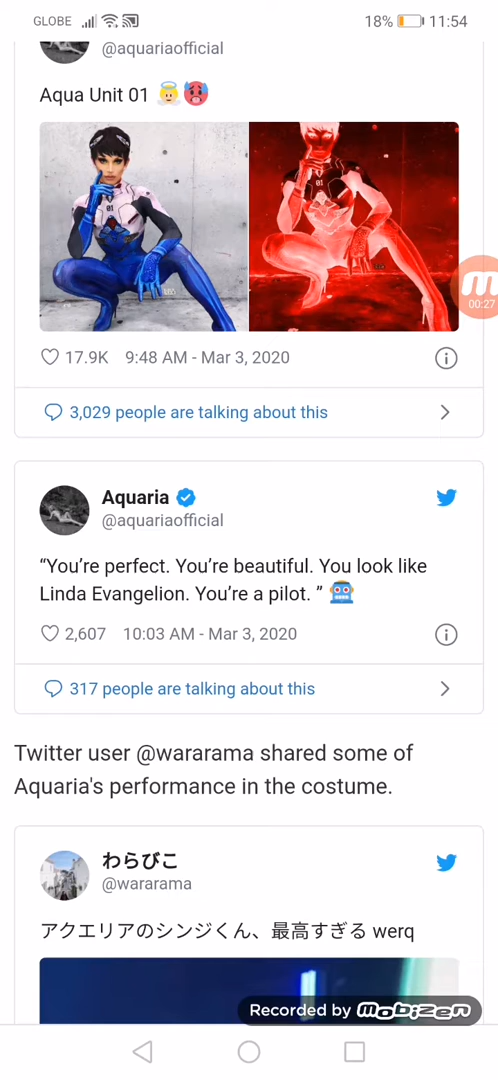 GLOBE 18% 11:54
@aquariaofficial
Aqua Unit 01 👼🥵
01
01
00:27
17.9K 9:48 AM - Mar 3, 2020
3,029 people are talking about this
Aquaria
@aquariaofficial
“You’re perfect. You’re beautiful. You look like
Linda Evangelion. You’re a pilot. ” 🤖
2,607 10:03 AM - Mar 3, 2020
317 people are talking about this
Twitter user @wararama shared some of
Aquaria's performance in the costume.
わらびこ
@wararama
アクエリアのシンジくん、最高すぎる werq
Recorded by mobizen